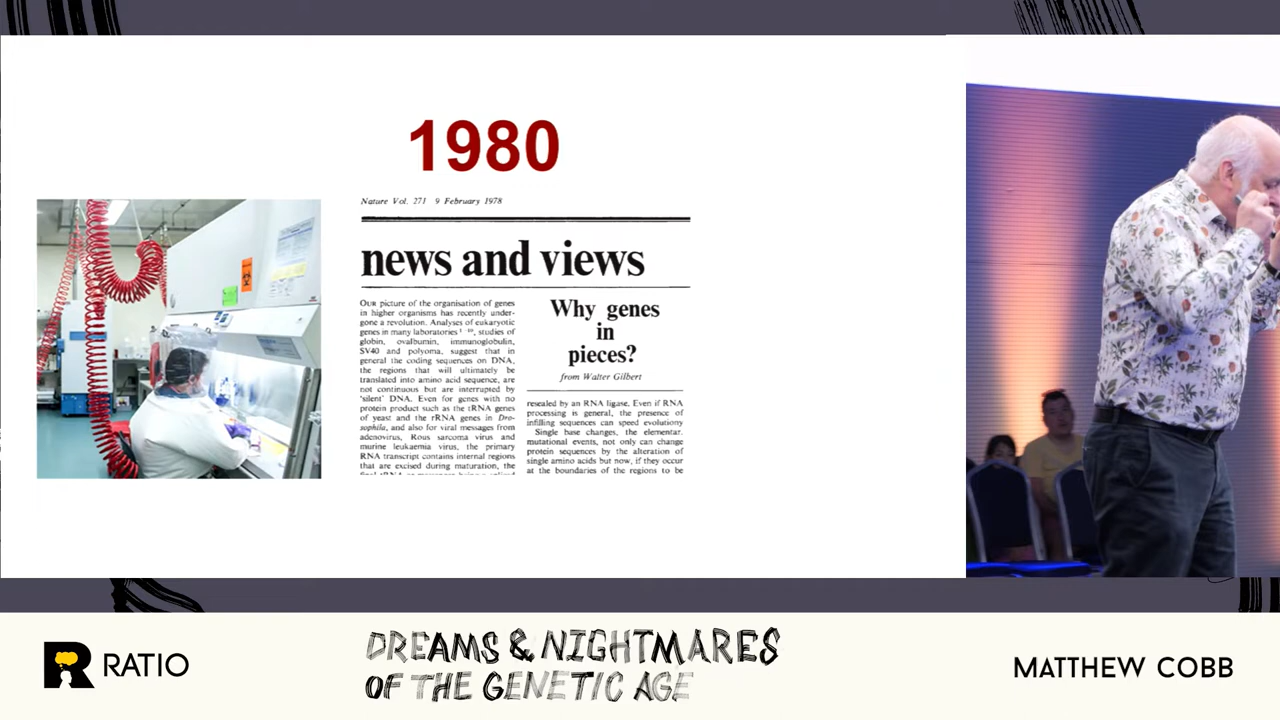 1980
Nature Vol. 271 9 February 1978
news and views
OUR picture of the organisation of genes
in higher organisms has recently under-
gone a revolution. Analyses of eukaryotic
genes in many laboratories, studies of
globin, ovalbumin, immunoglobulin,
SV40 and polyoma, suggest that in
general the coding sequences on DNA,
the regions that will ultimately be
translated into amino acid sequence, are
not continuous but are interrupted by
'silent' DNA. Even for genes with no
protein product such as the tRNA genes
of yeast and the rRNA genes in Dro-
sophila, and also for viral messages from
adenovirus, Rous sarcoma virus and
murine leukaemia virus, the primary
RNA transcript contains internal regions
that are excised during maturation, the
Why genes
in
pieces?
from Walter Gilbert
resealed by an RNA ligase. Even if RNA
processing is general, the presence of
infilling sequences can speed evolution
Single base changes, the elementar.
mutational events, not only can change
protein sequences by the alteration of
single amino acids but now, if they occur
at the boundaries of the regions to be
RATIO
DREAMS & NIGHTMARES
OF THE GENETIC AGE
MATTHEW COBB